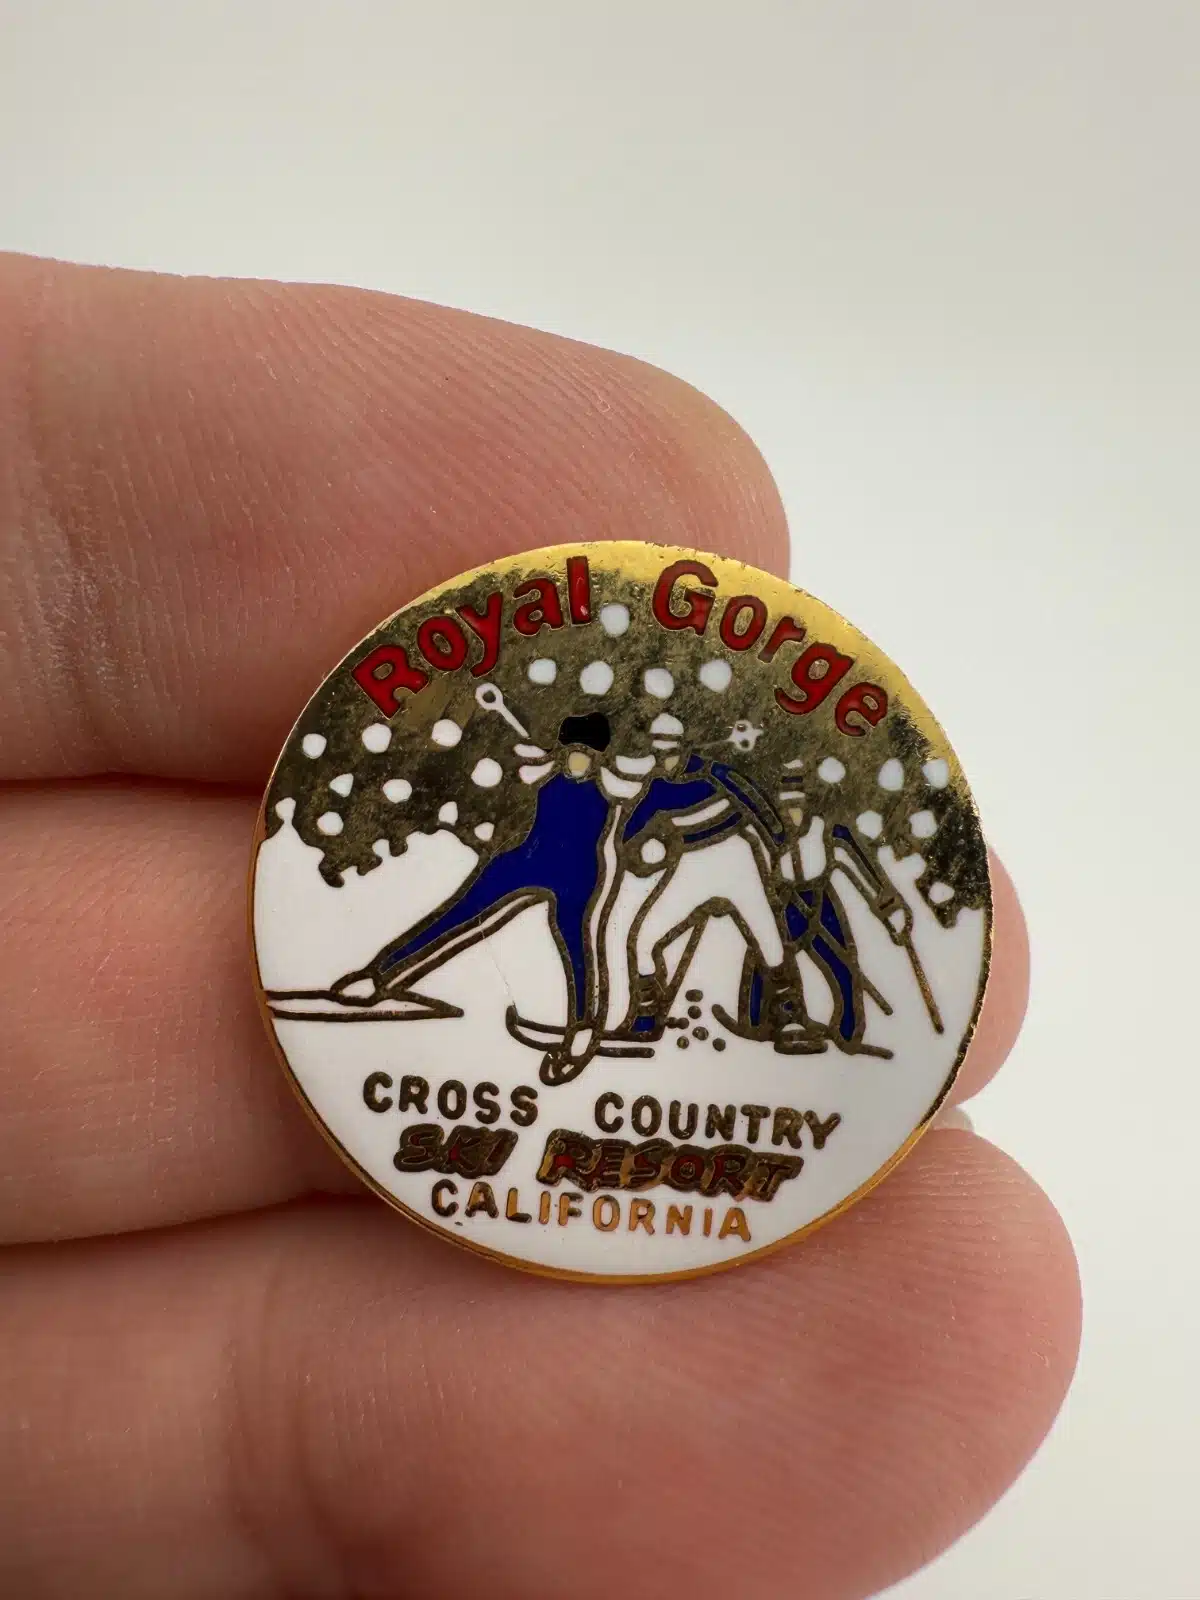 Royal Gorge
CROSS COUNTRY
SKI RESORT
CALIFORNIA